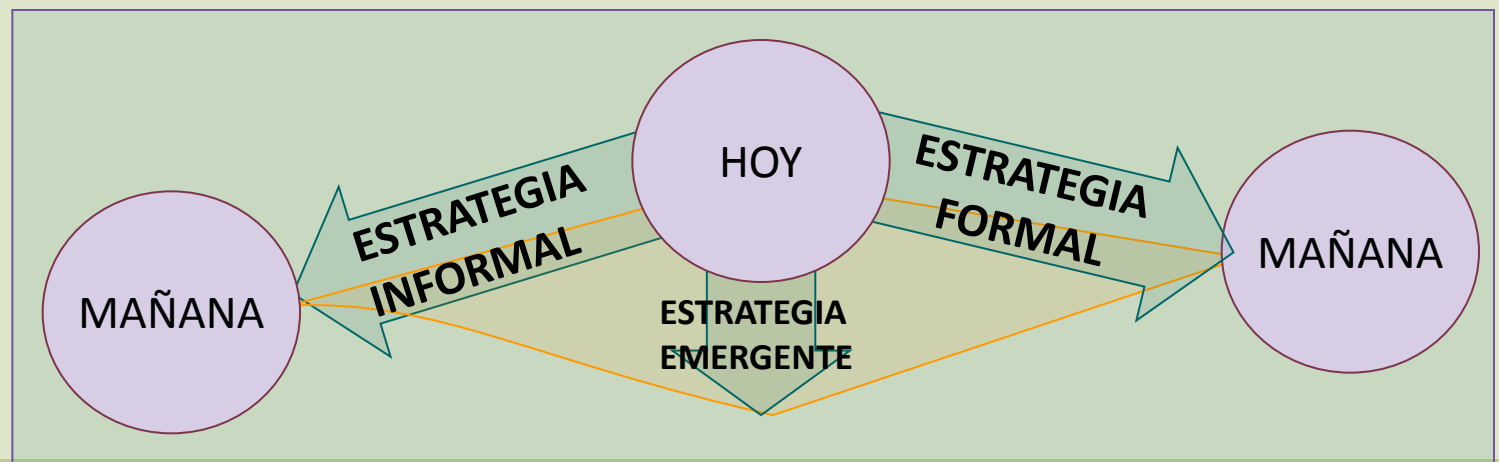 HOY
ESTRATEGIA
INFORMAL
ESTRATEGIA
FORMAL
MAÑANA
MAÑANA
ESTRATEGIA
EMERGENTE